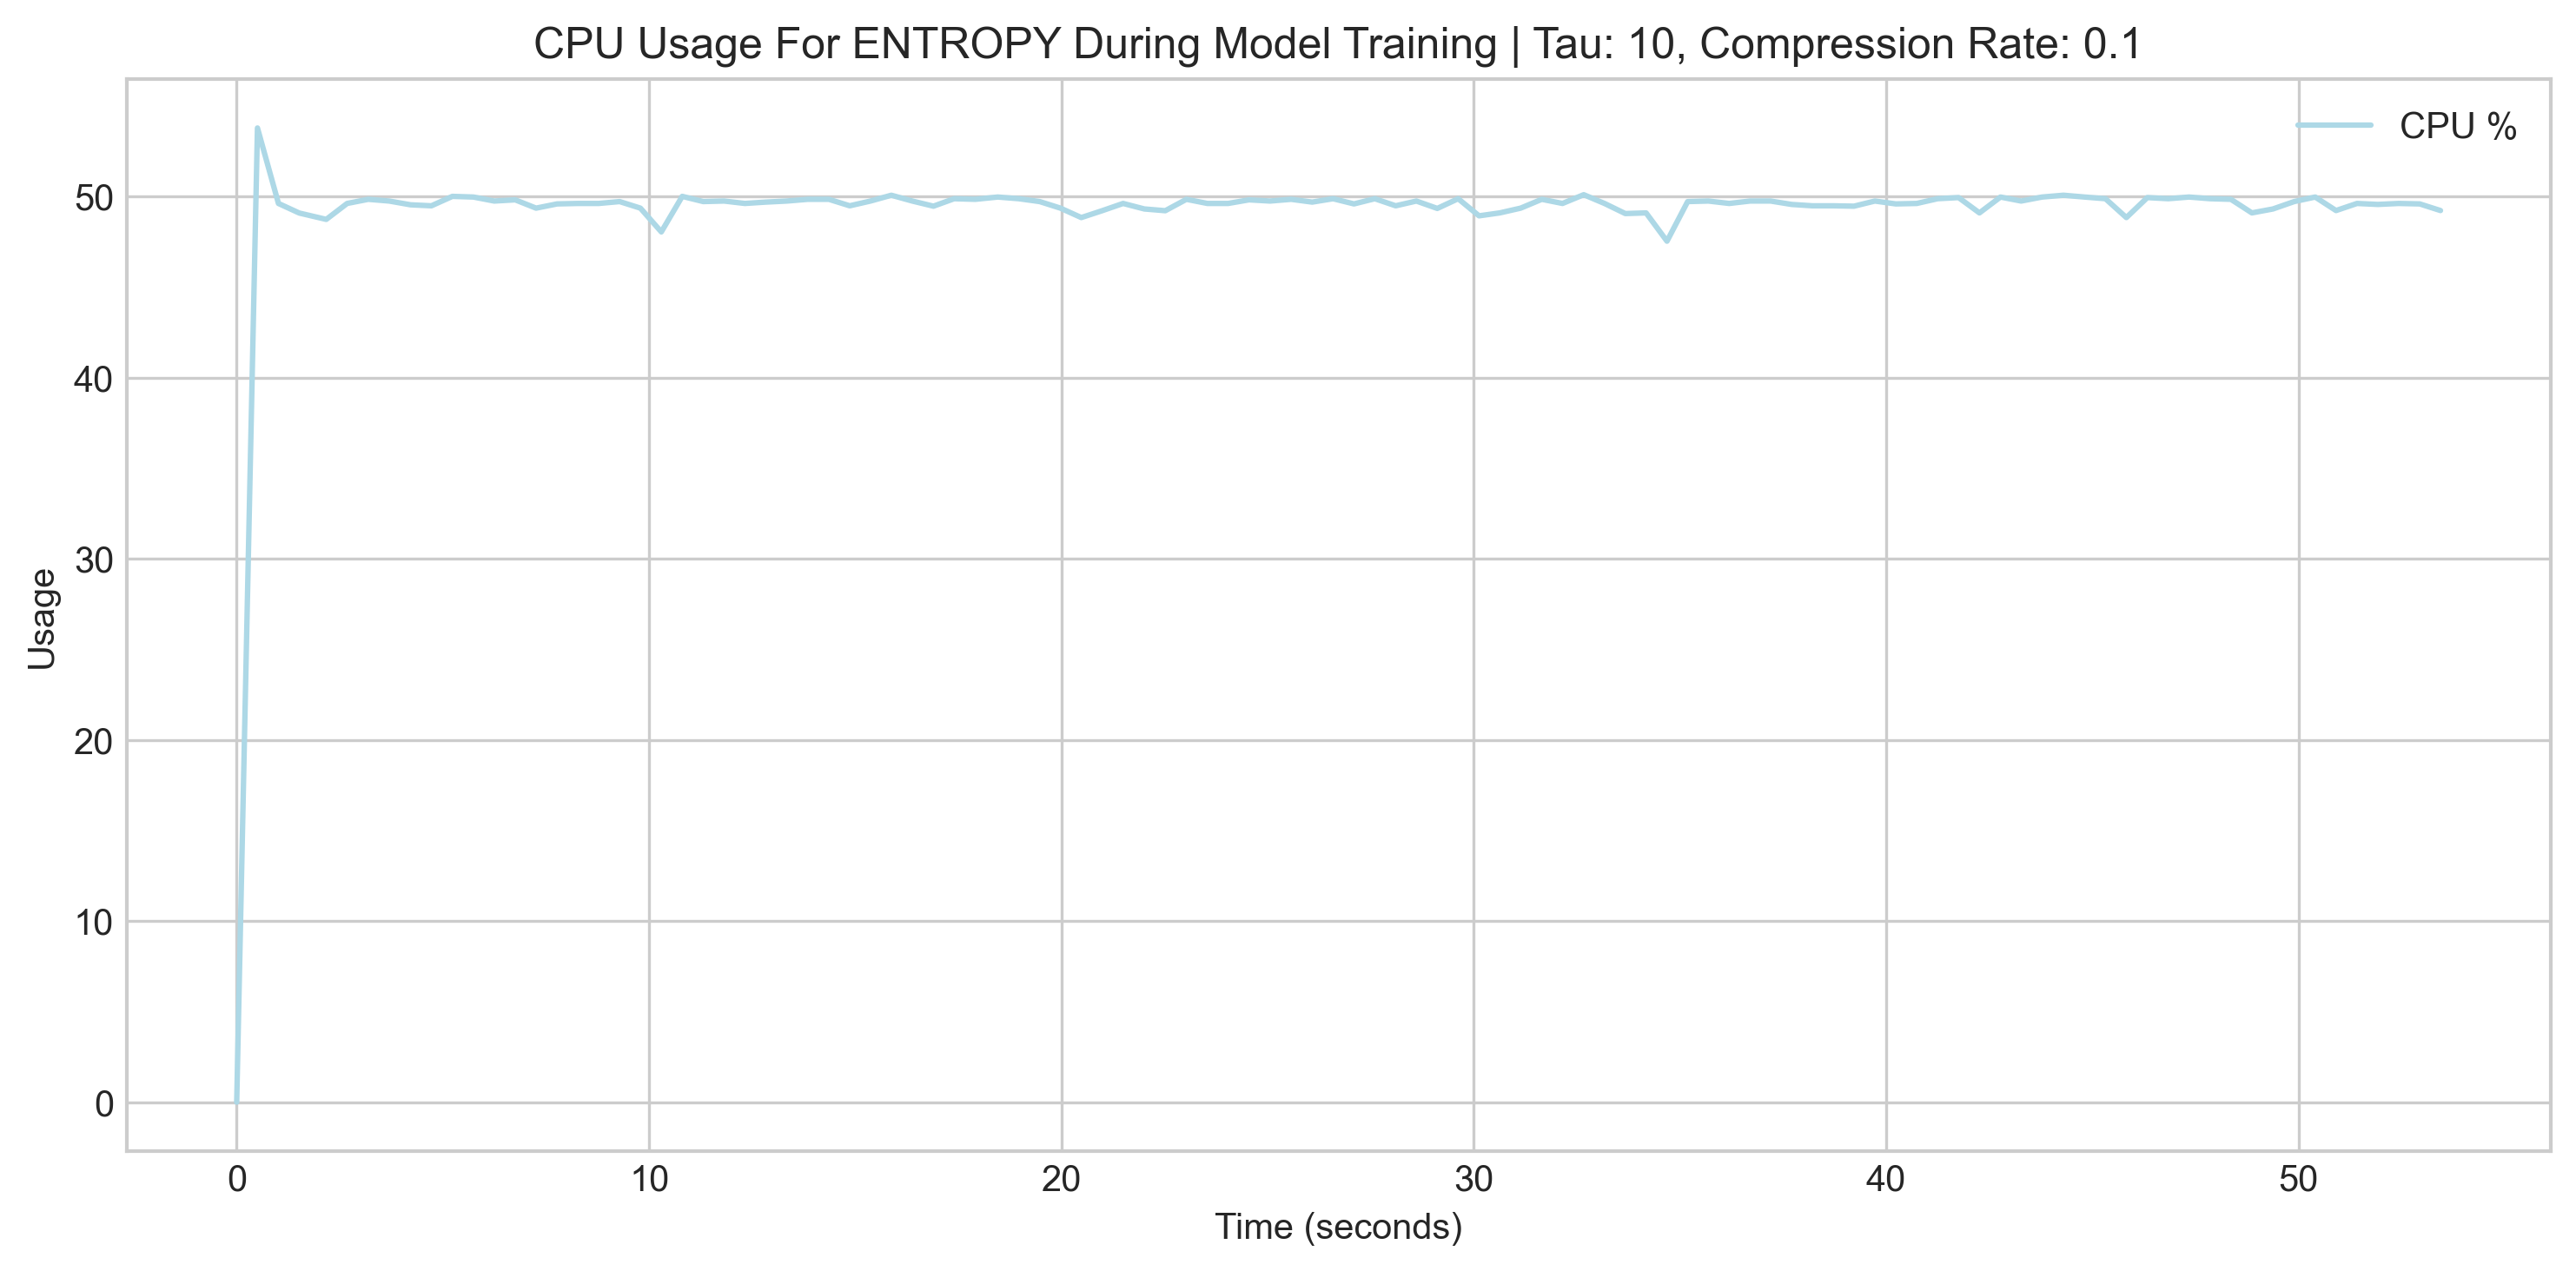 CPU Usage For ENTROPY During Model Training | Tau: 10, Compression Rate: 0.1
CPU %
50
40
30
20
10
0
Usage
0 10 20 30 40 50
Time (seconds)